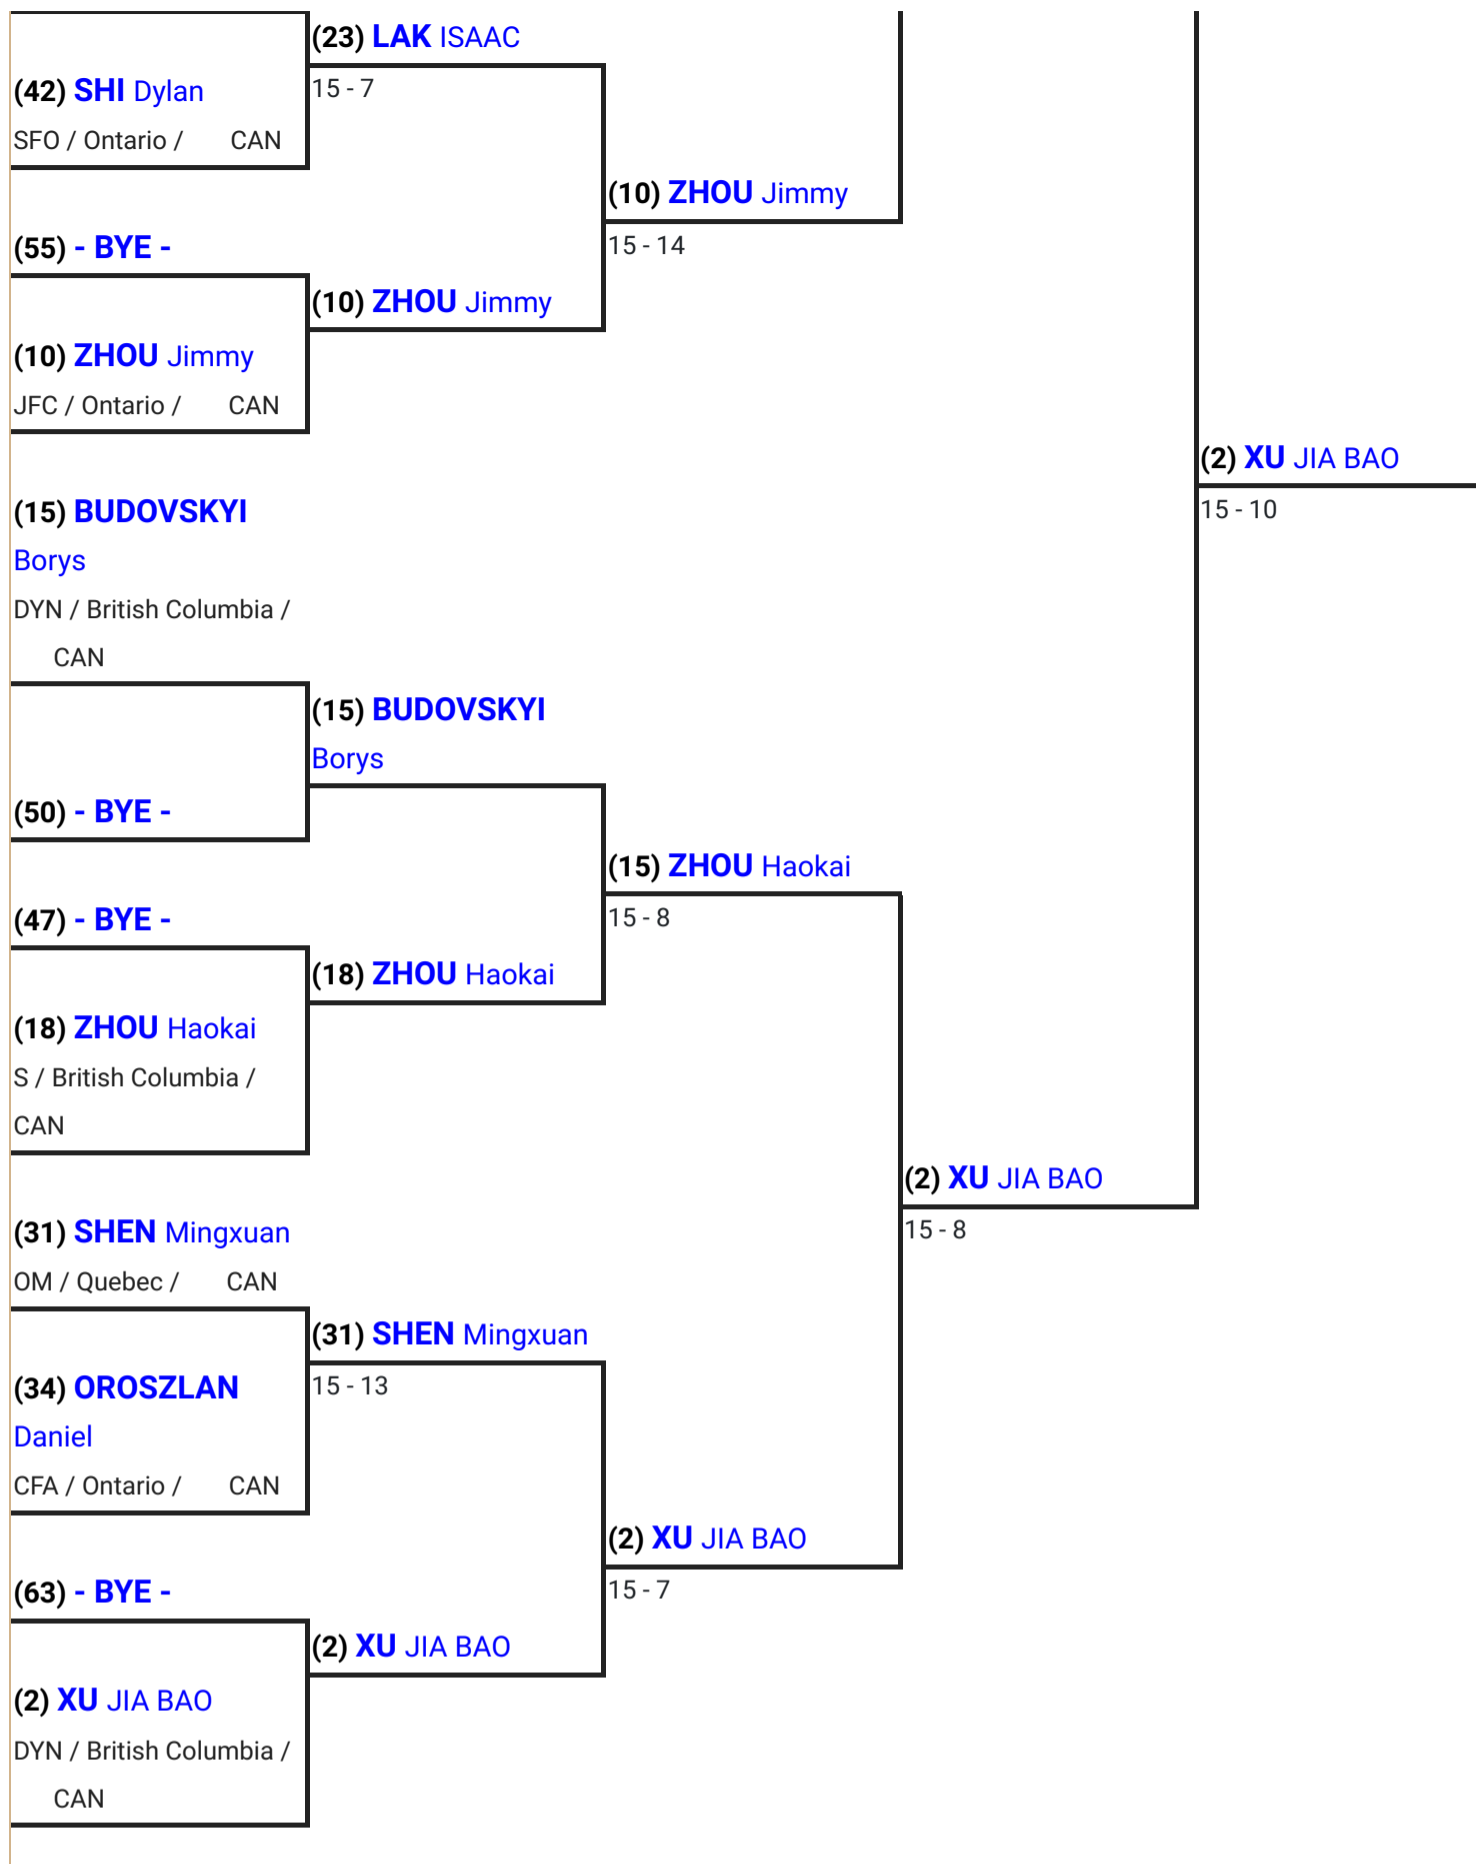 (23) LAK ISAAC
15 - 7
(42) SHI Dylan
SFO / Ontario / CAN
(10) ZHOU Jimmy
15 - 14
(55) - BYE -
(10) ZHOU Jimmy
(10) ZHOU Jimmy
JFC / Ontario / CAN
(2) XU JIA BAO
15 - 10
(15) BUDOVSKYI
Borys
DYN / British Columbia /
CAN
(15) BUDOVSKYI
Borys
(50) - BYE -
(15) ZHOU Haokai
15 - 8
(47) - BYE -
(18) ZHOU Haokai
(18) ZHOU Haokai
S / British Columbia /
CAN
(2) XU JIA BAO
15 - 8
(31) SHEN Mingxuan
OM / Quebec / CAN
(31) SHEN Mingxuan
15 - 13
(34) OROSZLAN
Daniel
CFA / Ontario / CAN
(2) XU JIA BAO
15 - 7
(63) - BYE -
(2) XU JIA BAO
(2) XU JIA BAO
DYN / British Columbia /
CAN